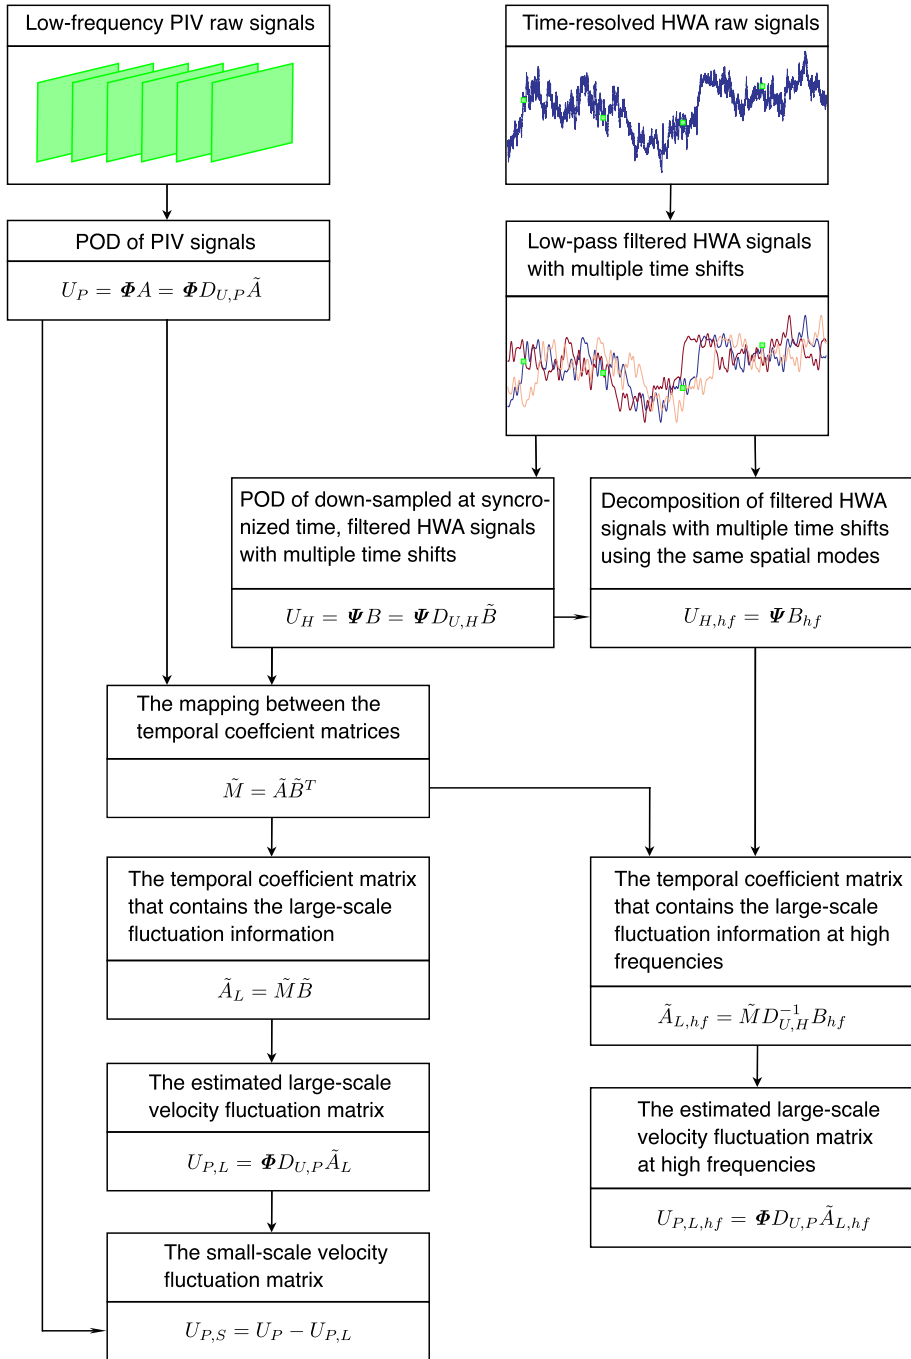 Low-frequency PIV raw signals
Time-resolved HWA raw signals
POD of PIV signals
U_P = ΦA = ΦD_{U,P}Ã
Low-pass filtered HWA signals
with multiple time shifts
POD of down-sampled at syncro-
nized time, filtered HWA signals
with multiple time shifts
U_H = ΨB = ΨD_{U,H}B̃
Decomposition of filtered HWA
signals with multiple time shifts
using the same spatial modes
U_{H,hf} = ΨB_{hf}
The mapping between the
temporal coeffcient matrices
M̃ = ÃB̃^T
The temporal coefficient matrix
that contains the large-scale
fluctuation information
Ã_L = M̃B̃
The temporal coefficient matrix
that contains the large-scale
fluctuation information at high
frequencies
Ã_{L,hf} = M̃D_{U,H}^{-1}B_{hf}
The estimated large-scale
velocity fluctuation matrix
U_{P,L} = ΦD_{U,P}Ã_L
The estimated large-scale
velocity fluctuation matrix
at high frequencies
U_{P,L,hf} = ΦD_{U,P}Ã_{L,hf}
The small-scale velocity
fluctuation matrix
U_{P,S} = U_P − U_{P,L}